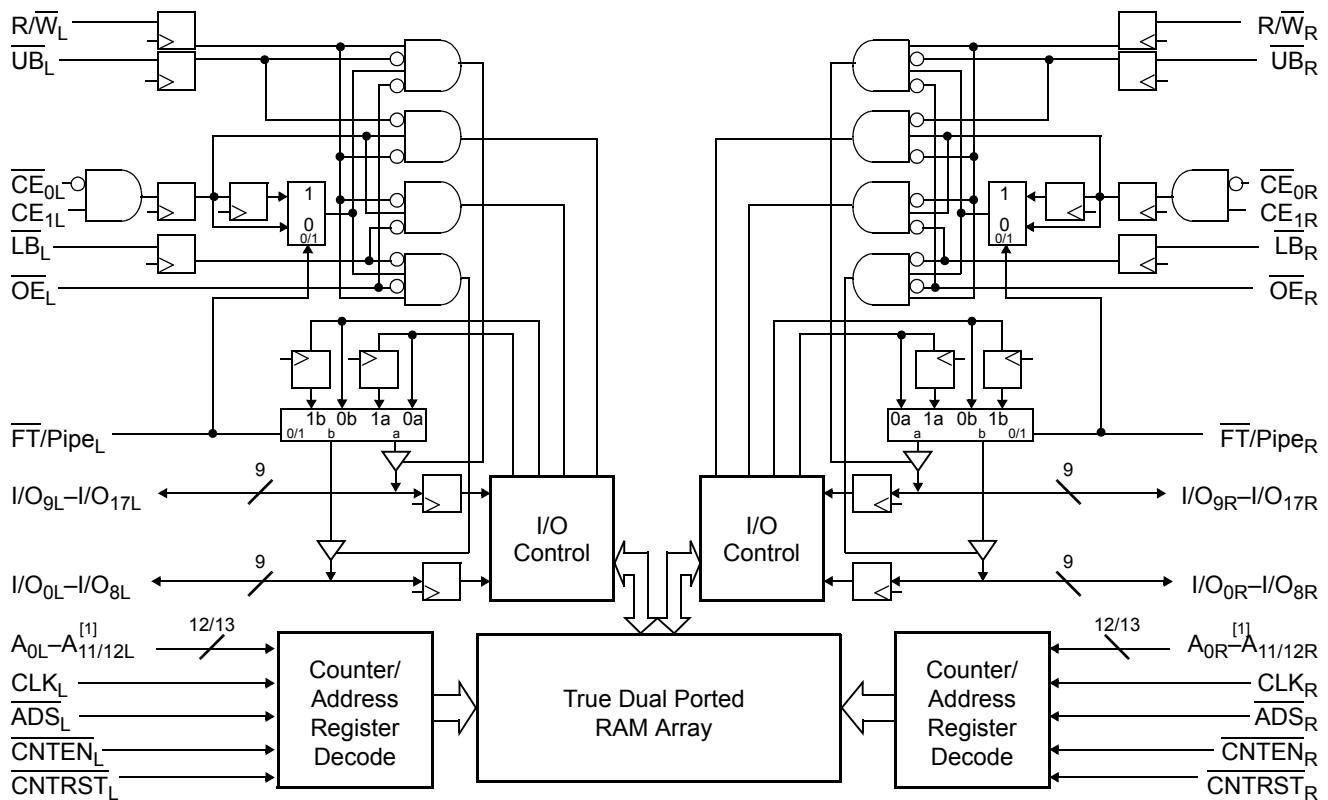 R/W̅L
R/W̅R
U̅B̅L
U̅B̅R
C̅E̅0L
CE1L
1
0
0/1
1
0
0/1
C̅E̅0R
CE1R
L̅B̅L
L̅B̅R
O̅E̅L
O̅E̅R
1b 0b 1a 0a
0/1 b a
0a 1a 0b 1b
a b 0/1
F̅T̅/PipeL
F̅T̅/PipeR
9
I/O9L–I/O17L
9
I/O9R–I/O17R
I/O
Control
I/O
Control
9
I/O0L–I/O8L
9
I/O0R–I/O8R
12/13
A0L–A11/12L[1]
12/13
A0R–A11/12R[1]
CLKL
CLKR
A̅D̅S̅L
A̅D̅S̅R
C̅N̅T̅E̅N̅L
C̅N̅T̅E̅N̅R
C̅N̅T̅R̅S̅T̅L
C̅N̅T̅R̅S̅T̅R
Counter/
Address
Register
Decode
True Dual Ported
RAM Array
Counter/
Address
Register
Decode